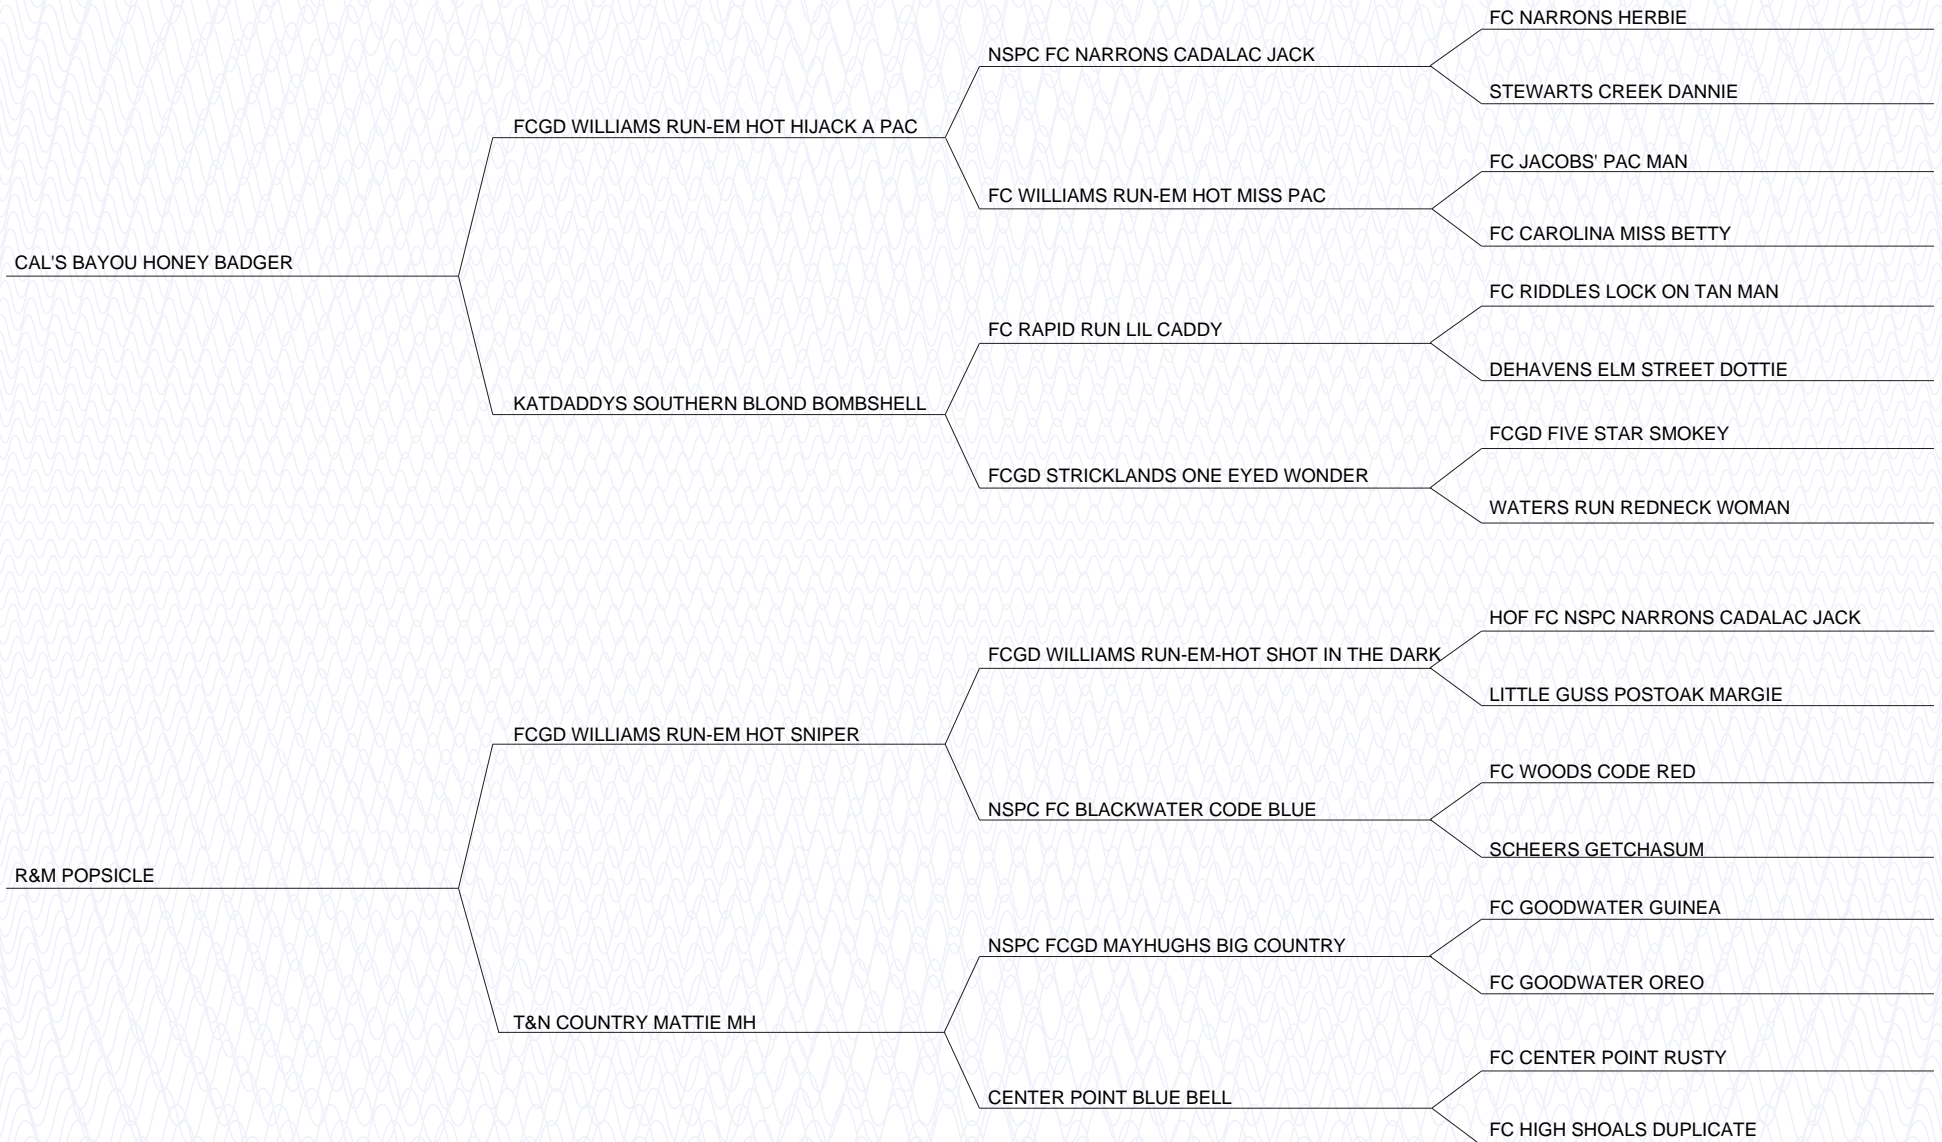 FC NARRONS HERBIE
NSPC FC NARRONS CADALAC JACK
STEWARTS CREEK DANNIE
FCGD WILLIAMS RUN-EM HOT HIJACK A PAC
FC JACOBS' PAC MAN
FC WILLIAMS RUN-EM HOT MISS PAC
FC CAROLINA MISS BETTY
CAL'S BAYOU HONEY BADGER
FC RIDDLES LOCK ON TAN MAN
FC RAPID RUN LIL CADDY
DEHAVENS ELM STREET DOTTIE
KATDADDYS SOUTHERN BLOND BOMBSHELL
FCGD FIVE STAR SMOKEY
FCGD STRICKLANDS ONE EYED WONDER
WATERS RUN REDNECK WOMAN
HOF FC NSPC NARRONS CADALAC JACK
FCGD WILLIAMS RUN-EM-HOT SHOT IN THE DARK
LITTLE GUSS POSTOAK MARGIE
FCGD WILLIAMS RUN-EM HOT SNIPER
FC WOODS CODE RED
NSPC FC BLACKWATER CODE BLUE
SCHEERS GETCHASUM
R&M POPSICLE
FC GOODWATER GUINEA
NSPC FCGD MAYHUGHS BIG COUNTRY
FC GOODWATER OREO
T&N COUNTRY MATTIE MH
FC CENTER POINT RUSTY
CENTER POINT BLUE BELL
FC HIGH SHOALS DUPLICATE